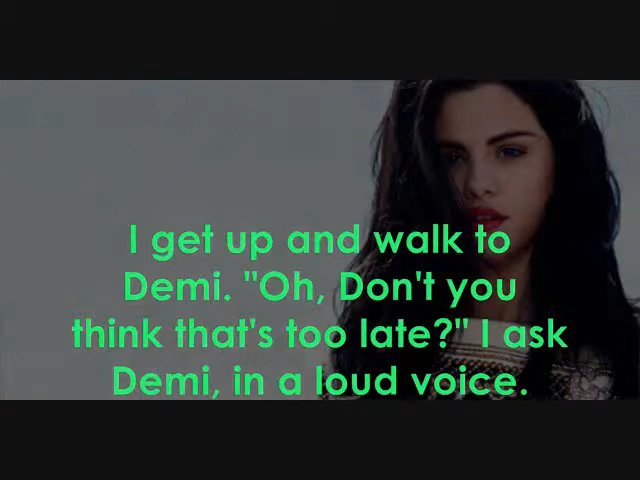 I get up and walk to
Demi. "Oh, Don't you
think that's too late?" I ask
Demi, in a loud voice.